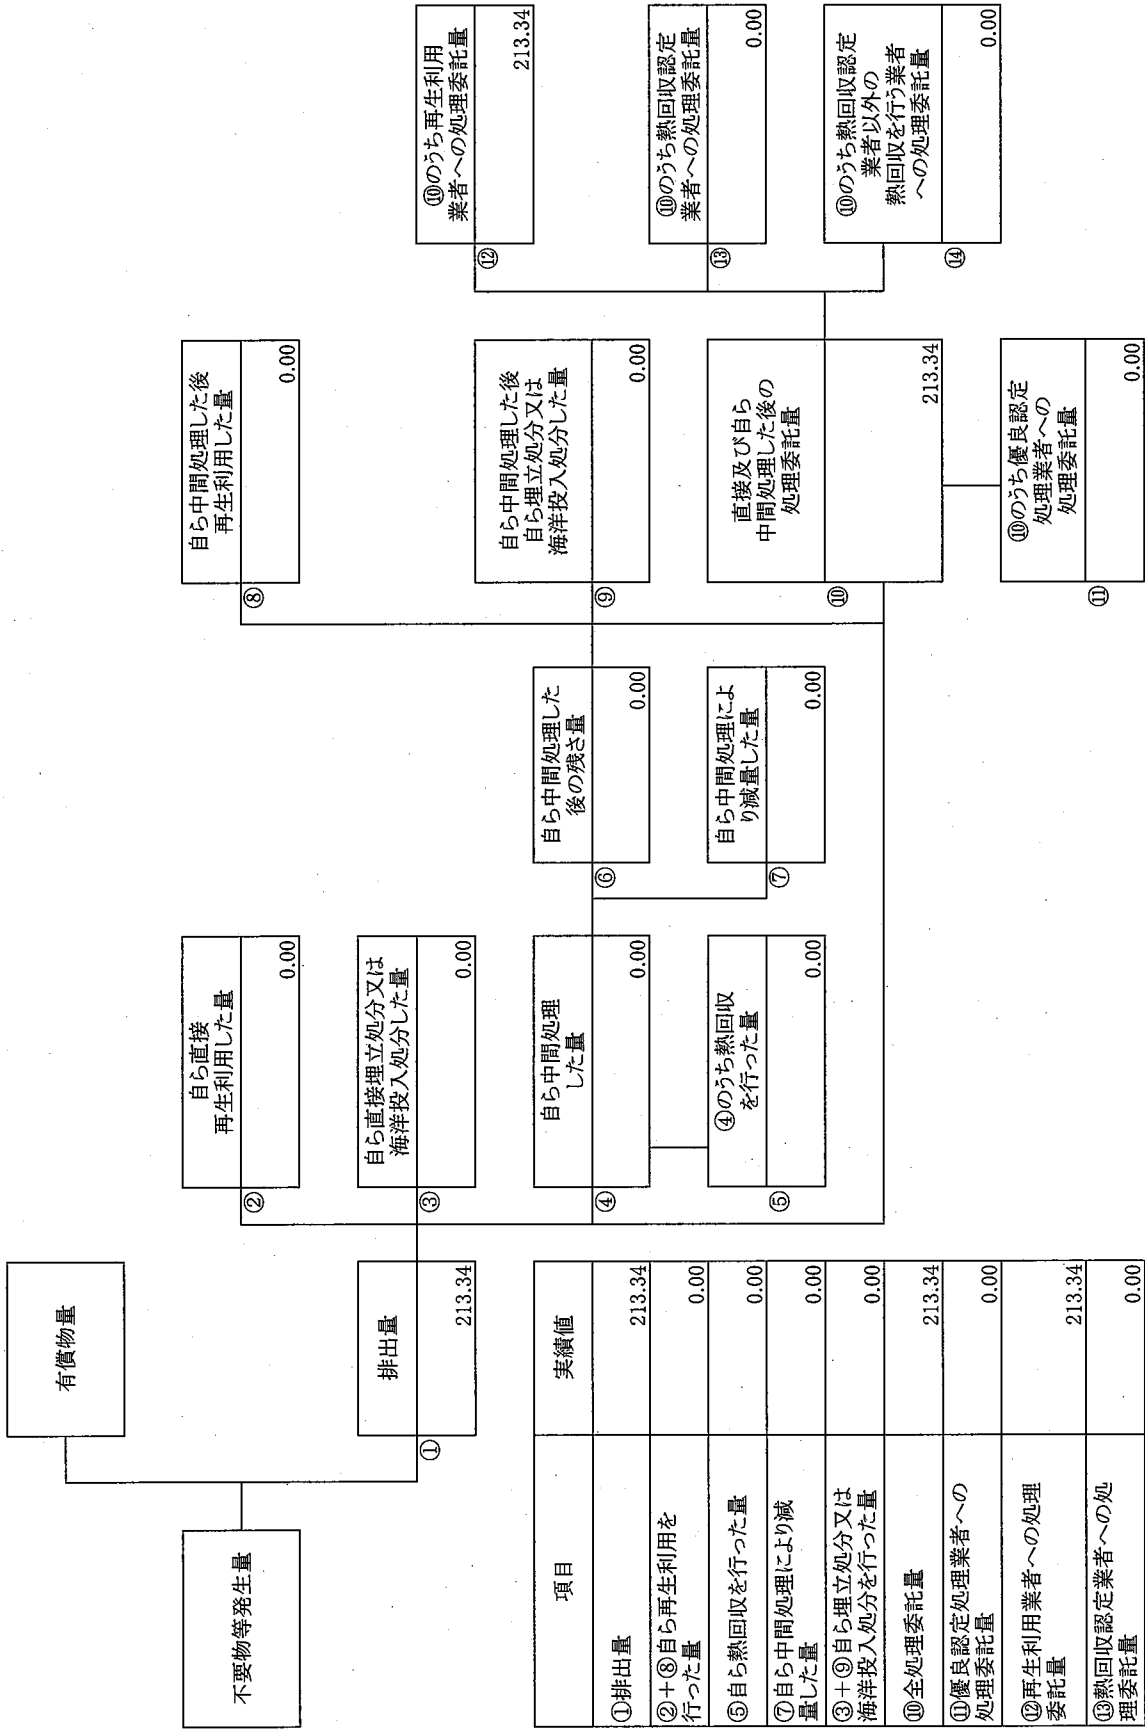 不要物等発生量
有償物量
①
排出量
213.34
②
自ら直接
再生利用した量
0.00
③
自ら直接埋立処分又は
海洋投入処分した量
0.00
④
自ら中間処理
した量
0.00
⑤
④のうち熱回収
を行った量
0.00
⑥
自ら中間処理した
後の残さ量
0.00
⑦
自ら中間処理によ
り減量した量
0.00
⑧
自ら中間処理した後
再生利用した量
0.00
⑨
自ら中間処理した後
自ら埋立処分又は
海洋投入処分した量
0.00
⑩
直接及び自ら
中間処理した後の
処理委託量
213.34
⑪
⑩のうち優良認定
処理業者への
処理委託量
0.00
⑫
⑩のうち再生利用
業者への処理委託量
213.34
⑬
⑩のうち熱回収認定
業者への処理委託量
0.00
⑭
⑩のうち熱回収認定
業者以外の
熱回収を行う業者
への処理委託量
0.00
項目 実績値
①排出量 213.34
②+⑧自ら再生利用を
行った量 0.00
⑤自ら熱回収を行った量 0.00
⑦自ら中間処理により減
量した量 0.00
③+⑨自ら埋立処分又は
海洋投入処分を行った量 0.00
⑩全処理委託量 213.34
⑪優良認定処理業者への
処理委託量 0.00
⑫再生利用業者への処理
委託量 213.34
⑬熱回収認定業者への処
理委託量 0.00